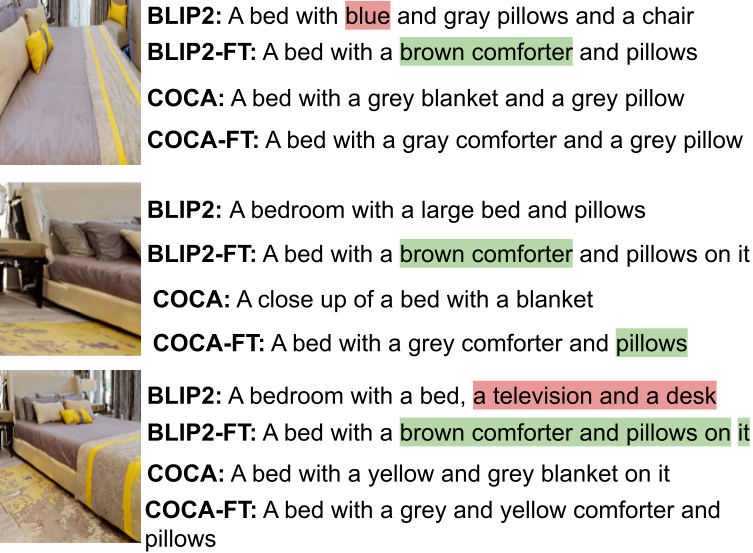 BLIP2: A bed with blue and gray pillows and a chair
BLIP2-FT: A bed with a brown comforter and pillows
COCA: A bed with a grey blanket and a grey pillow
COCA-FT: A bed with a gray comforter and a grey pillow
BLIP2: A bedroom with a large bed and pillows
BLIP2-FT: A bed with a brown comforter and pillows on it
COCA: A close up of a bed with a blanket
COCA-FT: A bed with a grey comforter and pillows
BLIP2: A bedroom with a bed, a television and a desk
BLIP2-FT: A bed with a brown comforter and pillows on it
COCA: A bed with a yellow and grey blanket on it
COCA-FT: A bed with a grey and yellow comforter and
pillows